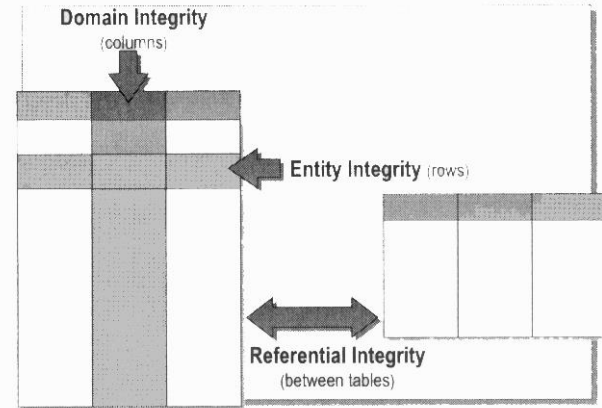 Domain Integrity
(columns)
Entity Integrity (rows)
Referential Integrity
(between tables)